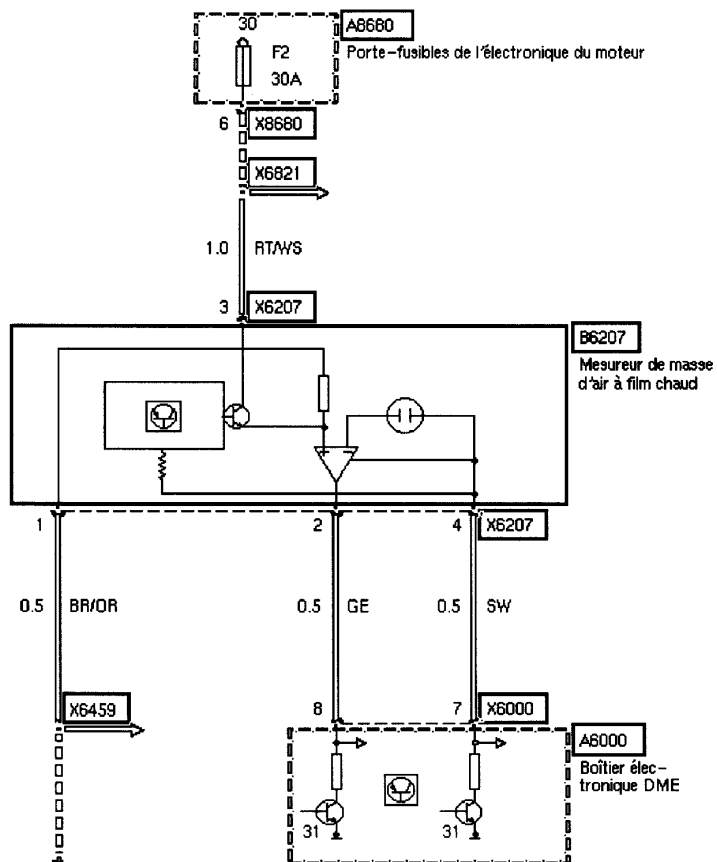 30
A8680
F2
Porte-fusibles de l'électronique du moteur
30A
6 X8680
X6821
1.0 RT/WS
3 X6207
B6207
Mesureur de masse
d'air à film chaud
1 2 4 X6207
0.5 BR/OR 0.5 GE 0.5 SW
X6459 8 7 X6000
A6000
Boîtier élec-
tronique DME
31 31